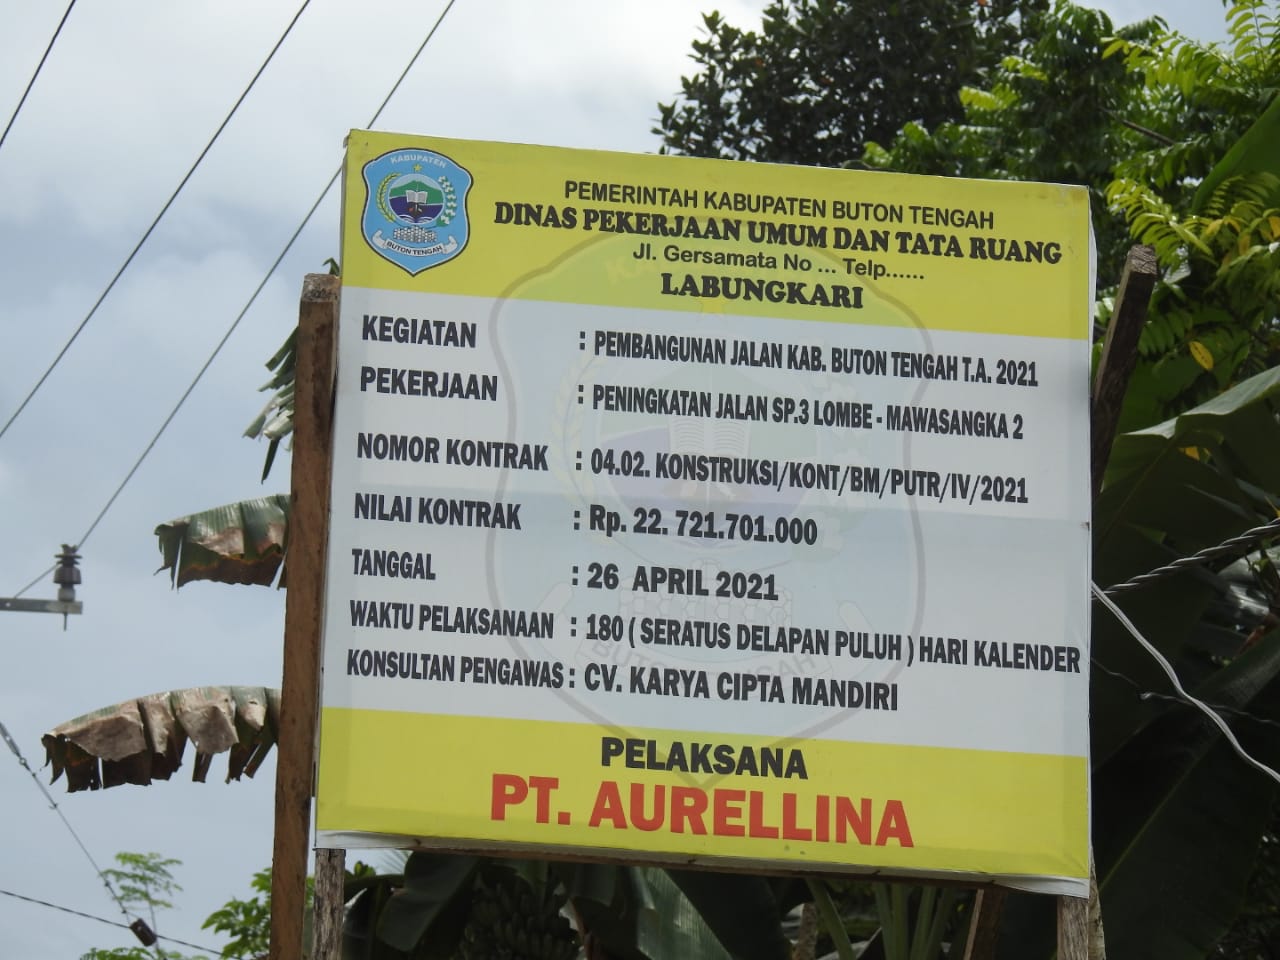 KABUPATEN
BUTON TENGAH
PEMERINTAH KABUPATEN BUTON TENGAH
DINAS PEKERJAAN UMUM DAN TATA RUANG
Jl. Gersamata No ... Telp......
LABUNGKARI
KEGIATAN : PEMBANGUNAN JALAN KAB. BUTON TENGAH T.A. 2021
PEKERJAAN : PENINGKATAN JALAN SP.3 LOMBE - MAWASANGKA 2
NOMOR KONTRAK : 04.02. KONSTRUKSI/KONT/BM/PUTR/IV/2021
NILAI KONTRAK : Rp. 22. 721.701.000
TANGGAL : 26 APRIL 2021
WAKTU PELAKSANAAN : 180 ( SERATUS DELAPAN PULUH ) HARI KALENDER
KONSULTAN PENGAWAS : CV. KARYA CIPTA MANDIRI
BUTON TENGAH
PELAKSANA
PT. AURELLINA